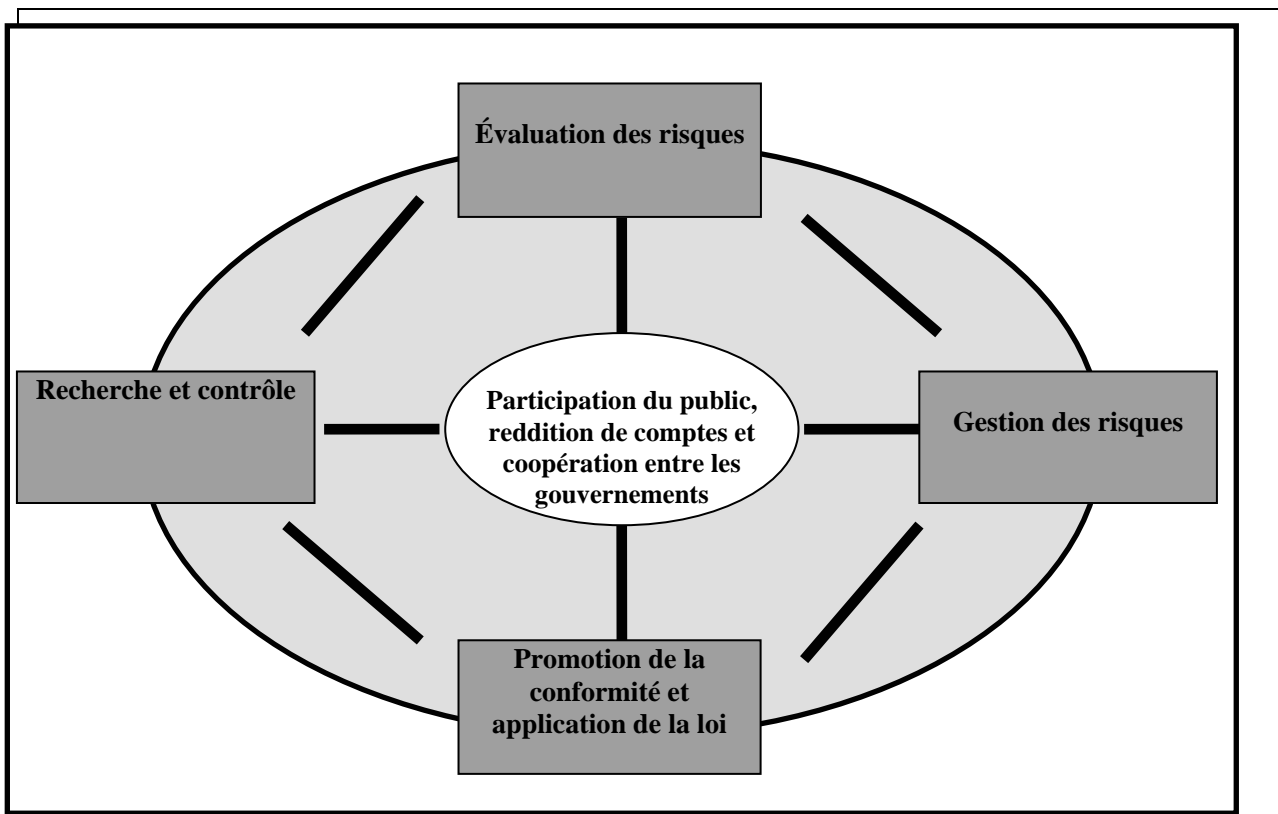 Évaluation des risques
Recherche et contrôle
Participation du public,
reddition de comptes et
coopération entre les
gouvernements
Gestion des risques
Promotion de la
conformité et
application de la loi